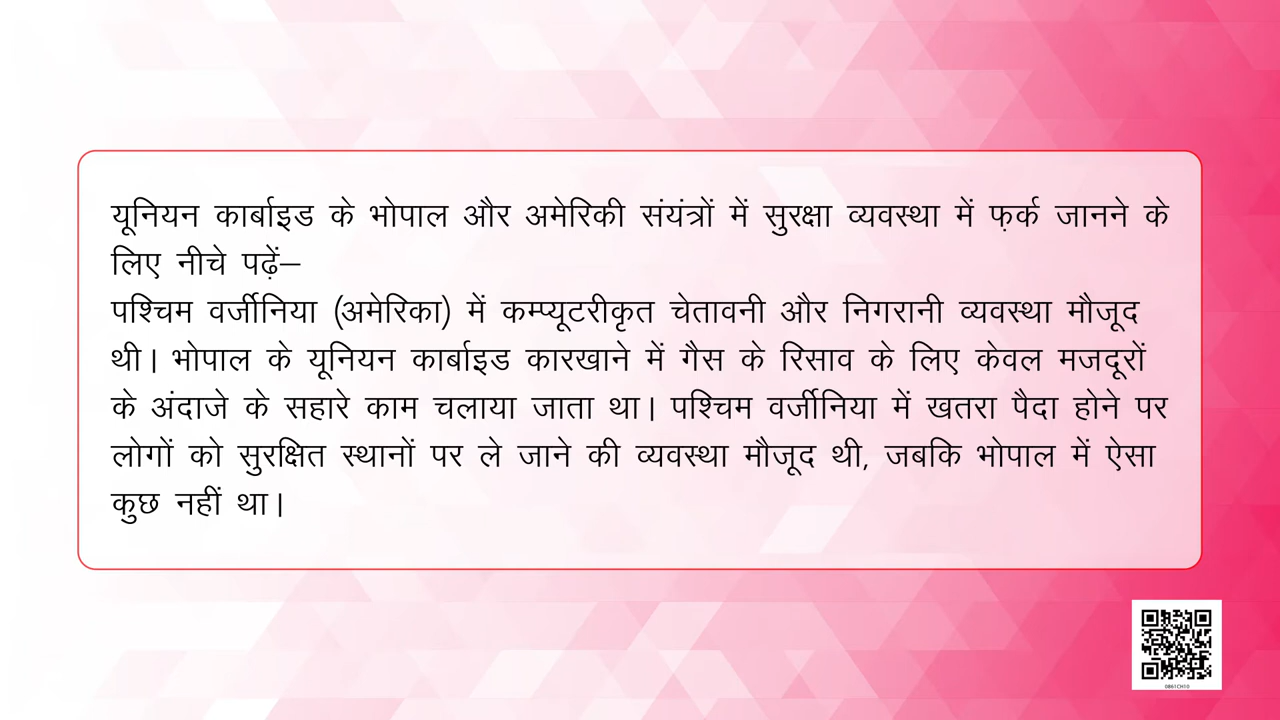 यूनियन कार्बाइड के भोपाल और अमेरिकी संयंत्रों में सुरक्षा व्यवस्था में फ़र्क जानने के
लिए नीचे पढ़ें—
पश्चिम वर्जीनिया (अमेरिका) में कम्प्यूटरीकृत चेतावनी और निगरानी व्यवस्था मौजूद
थी। भोपाल के यूनियन कार्बाइड कारखाने में गैस के रिसाव के लिए केवल मजदूरों
के अंदाजे के सहारे काम चलाया जाता था। पश्चिम वर्जीनिया में खतरा पैदा होने पर
लोगों को सुरक्षित स्थानों पर ले जाने की व्यवस्था मौजूद थी, जबकि भोपाल में ऐसा
कुछ नहीं था।
0861CH10